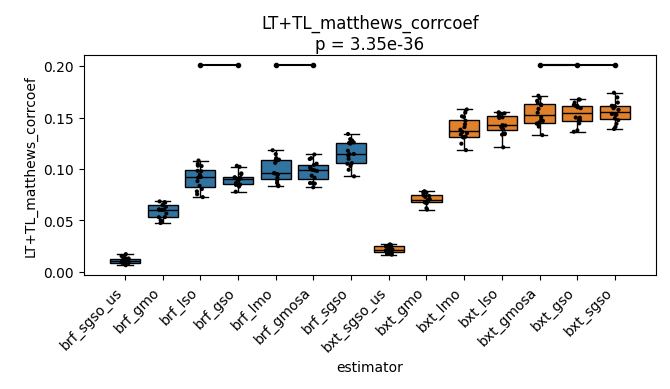 LT+TL_matthews_corrcoef
p = 3.35e-36
LT+TL_matthews_corrcoef
0.20
0.15
0.10
0.05
0.00
brf_sgso_us
brf_gmo
brf_lso
brf_gso
brf_lmo
brf_gmosa
brf_sgso
bxt_sgso_us
bxt_gmo
bxt_lmo
bxt_lso
bxt_gmosa
bxt_gso
bxt_sgso
estimator